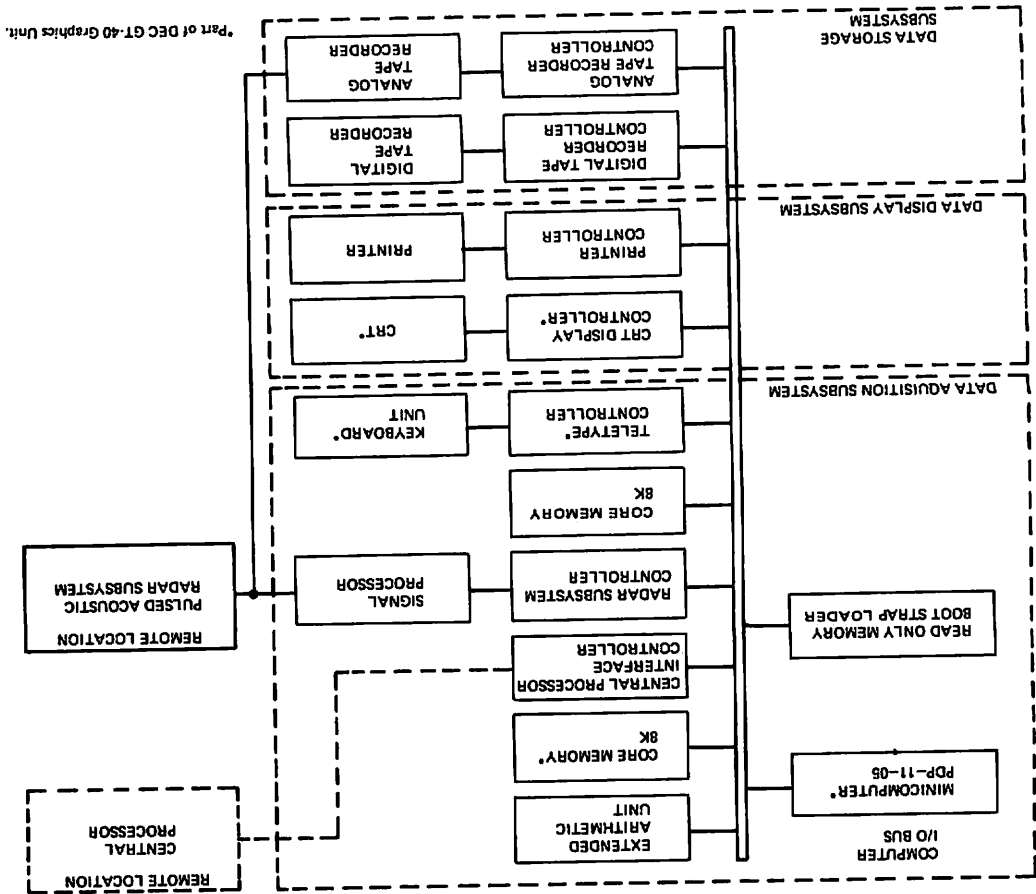 REMOTE LOCATION
CENTRAL
PROCESSOR
EXTENDED
ARITHMETIC
UNIT
COMPUTER
I/O BUS
CORE MEMORY*
8K
MINICOMPUTER*
PDP-11-05
CENTRAL PROCESSOR
INTERFACE
CONTROLLER
REMOTE LOCATION
PULSED ACOUSTIC
RADAR SUBSYSTEM
SIGNAL
PROCESSOR
RADAR SUBSYSTEM
CONTROLLER
READ ONLY MEMORY
BOOT STRAP LOADER
CORE MEMORY
8K
KEYBOARD*
UNIT
TELETYPE*
CONTROLLER
DATA AQUISITION SUBSYSTEM
CRT*
CRT DISPLAY
CONTROLLER*
PRINTER
PRINTER
CONTROLLER
DATA DISPLAY SUBSYSTEM
DIGITAL
TAPE
RECORDER
DIGITAL TAPE
RECORDER
CONTROLLER
ANALOG
TAPE
RECORDER
ANALOG
TAPE RECORDER
CONTROLLER
DATA STORAGE
SUBSYSTEM
*Part of DEC GT-40 Graphics Unit.